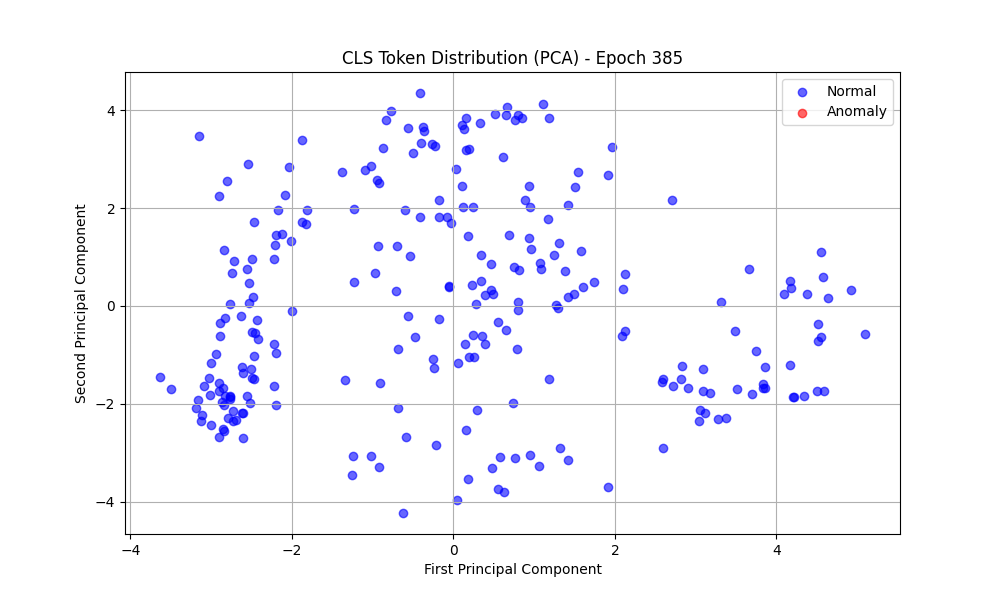 CLS Token Distribution (PCA) - Epoch 385
Normal
Anomaly
Second Principal Component
4
2
0
−2
−4
−4
−2
0
2
4
First Principal Component